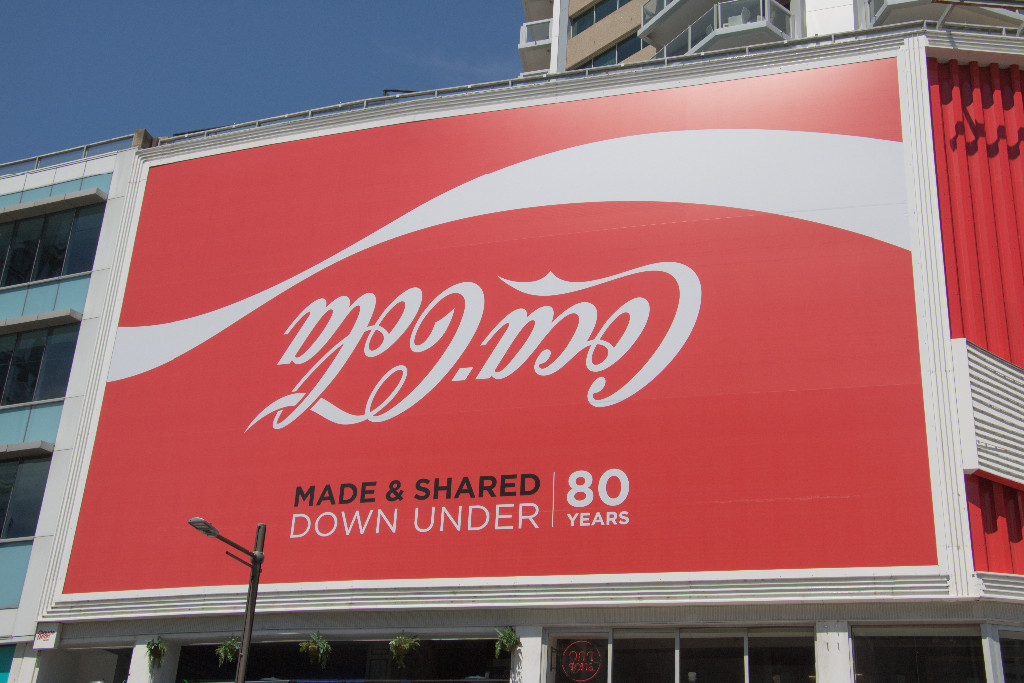 Coca-Cola
MADE & SHARED
DOWN UNDER
80
YEARS